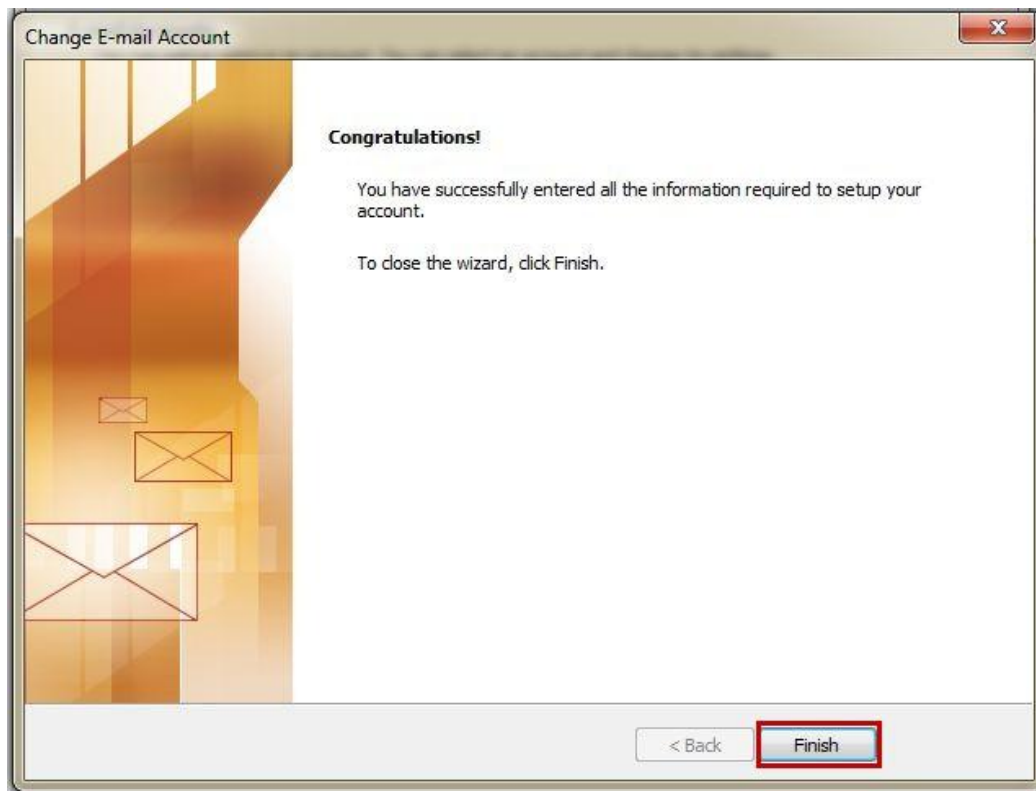 Change E-mail Account
Congratulations!
You have successfully entered all the information required to setup your
account.
To close the wizard, click Finish.
< Back
Finish